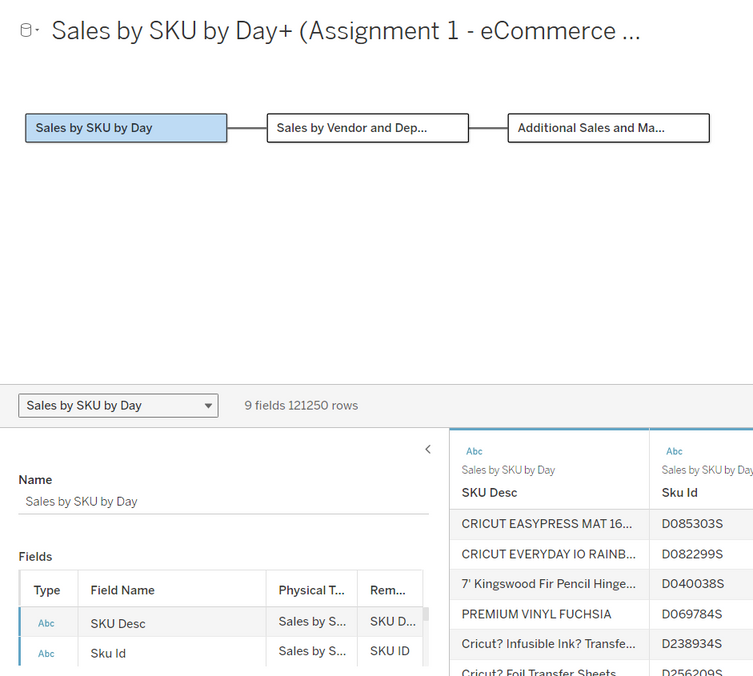 Sales by SKU by Day+ (Assignment 1 - eCommerce ...
Sales by SKU by Day
Sales by Vendor and Dep...
Additional Sales and Ma...
Sales by SKU by Day
9 fields 121250 rows
Name
Sales by SKU by Day
Fields
Type Field Name Physical T... Rem...
Abc SKU Desc Sales by S... SKU D...
Abc Sku Id Sales by S... SKU ID
Abc Abc
Sales by SKU by Day Sales by SKU by Day
SKU Desc Sku Id
CRICUT EASYPRESS MAT 16... D085303S
CRICUT EVERYDAY IO RAINB... D082299S
7' Kingswood Fir Pencil Hinge... D040038S
PREMIUM VINYL FUCHSIA D069784S
Cricut? Infusible Ink? Transfe... D238934S
Cricut? Foil Transfer Sheets D256209S